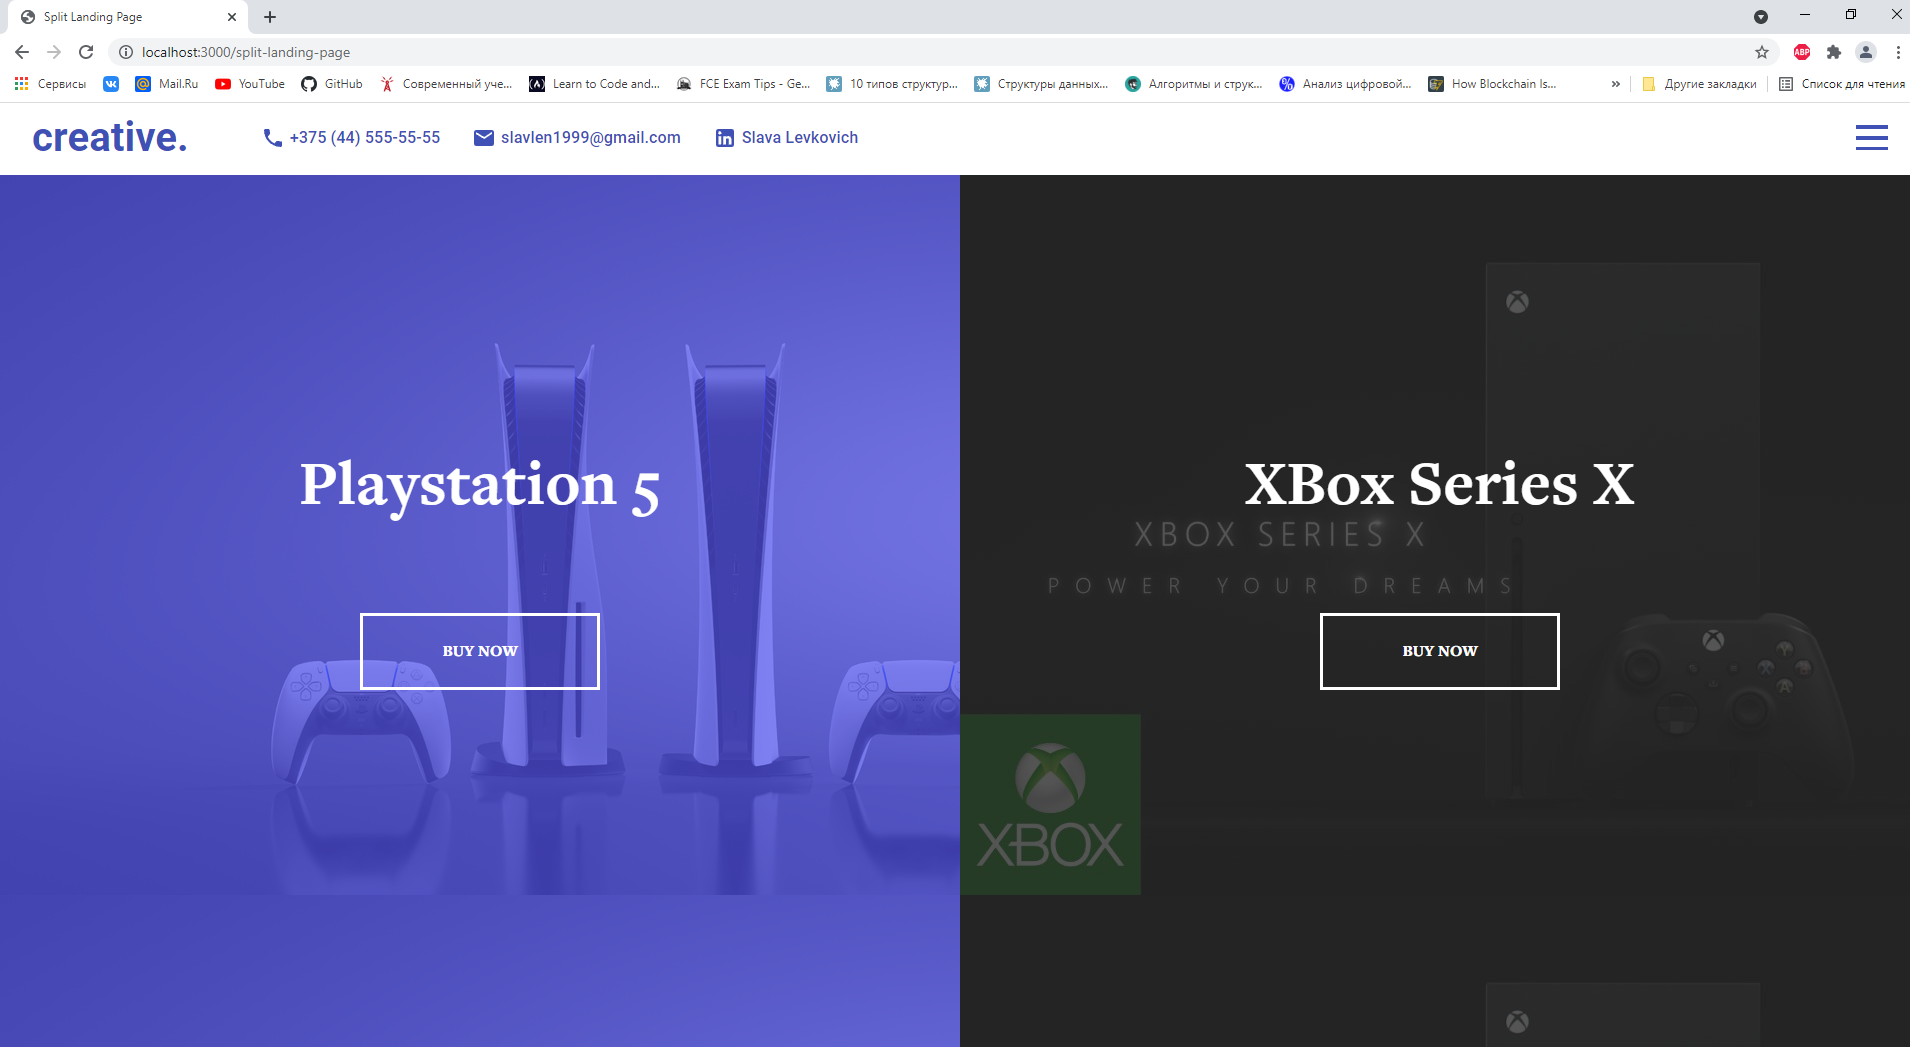 Split Landing Page
localhost:3000/split-landing-page
ABP
Сервисы
Mail.Ru
YouTube
GitHub
Современный уче...
Learn to Code and...
FCE Exam Tips - Ge...
10 типов структур...
Структуры данных...
Алгоритмы и струк...
Анализ цифровой...
How Blockchain Is...
»
Другие закладки
Список для чтения
creative.
+375 (44) 555-55-55
slavlen1999@gmail.com
Slava Levkovich
Playstation 5
BUY NOW
XBox Series X
XBOX SERIES X
POWER YOUR DREAMS
BUY NOW
Y
X
B
A
XBOX